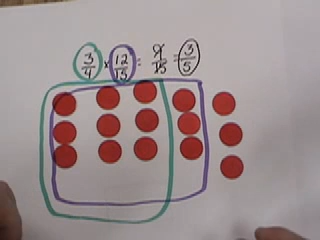 3/4 × 12/15 = 9/15 = 3/5